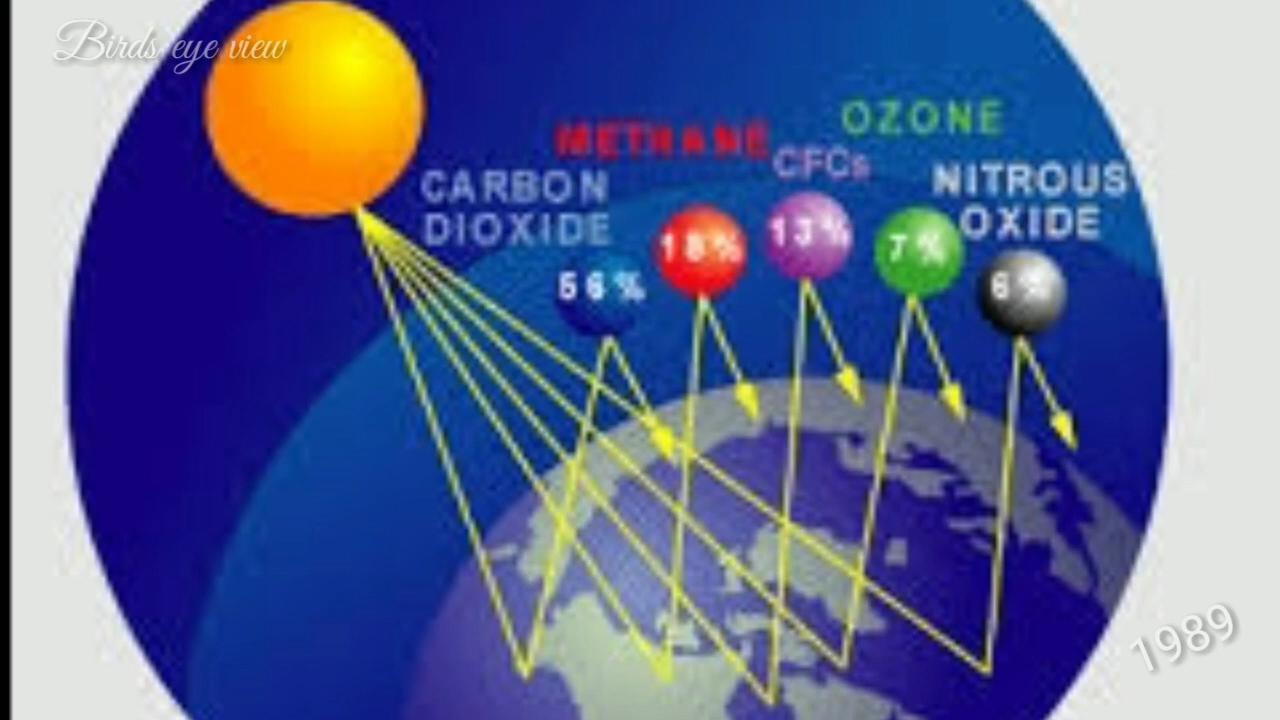 Birds eye view
OZONE
METHANE
CFCs
CARBON
DIOXIDE
NITROUS
OXIDE
56%
18%
13%
7%
6%
1989